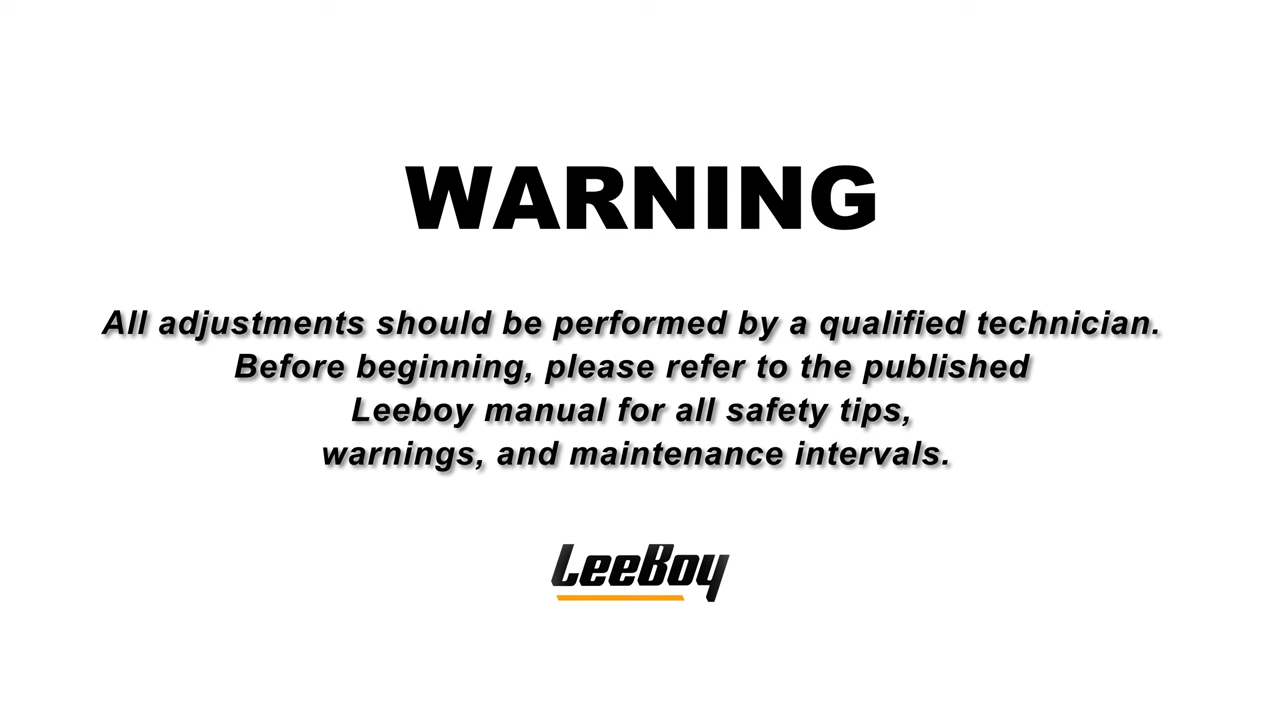 WARNING
All adjustments should be performed by a qualified technician.
Before beginning, please refer to the published
Leeboy manual for all safety tips,
warnings, and maintenance intervals.
LeeBoy